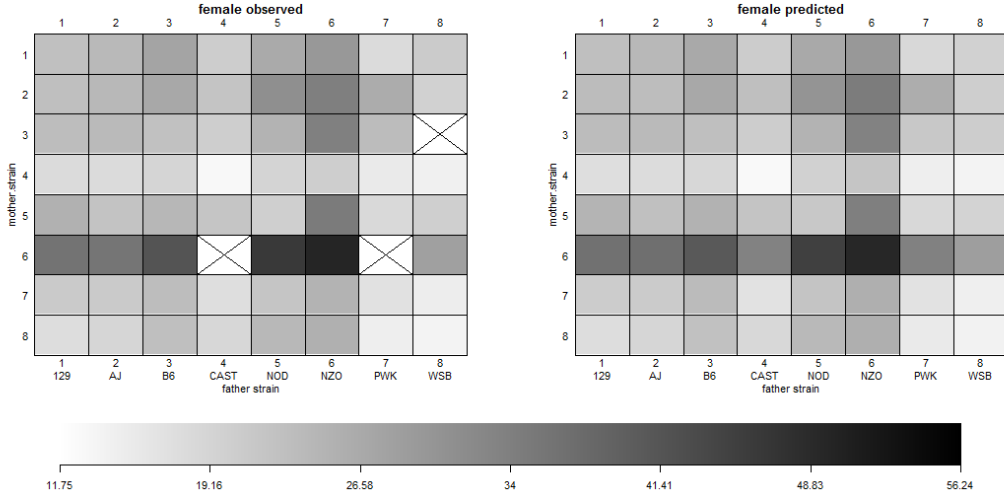 female observed
1 2 3 4 5 6 7 8
mother.strain
1
2
3
4
5
6
7
8
1 2 3 4 5 6 7 8
129 AJ B6 CAST NOD NZO PWK WSB
father strain
female predicted
1 2 3 4 5 6 7 8
mother.strain
1
2
3
4
5
6
7
8
1 2 3 4 5 6 7 8
129 AJ B6 CAST NOD NZO PWK WSB
father strain
11.75 19.16 26.58 34 41.41 48.83 56.24